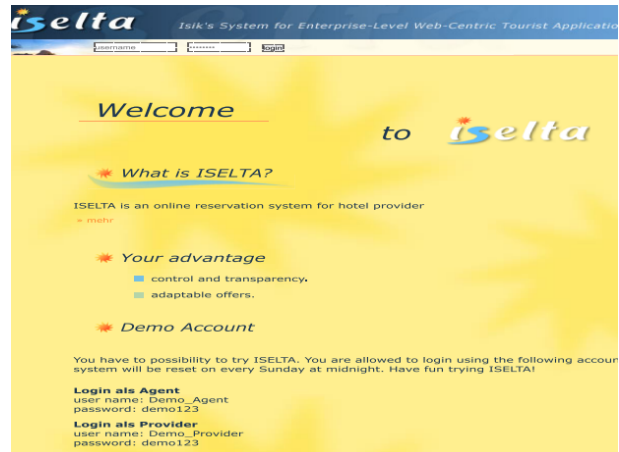 iselta
Isik's System for Enterprise-Level Web-Centric Tourist Applicatio
username ········ login
Welcome
to iselta
What is ISELTA?
ISELTA is an online reservation system for hotel provider
» mehr
Your advantage
control and transparency.
adaptable offers.
Demo Account
You have to possibility to try ISELTA. You are allowed to login using the following accoun
system will be reset on every Sunday at midnight. Have fun trying ISELTA!
Login als Agent
user name: Demo_Agent
password: demo123
Login als Provider
user name: Demo_Provider
password: demo123